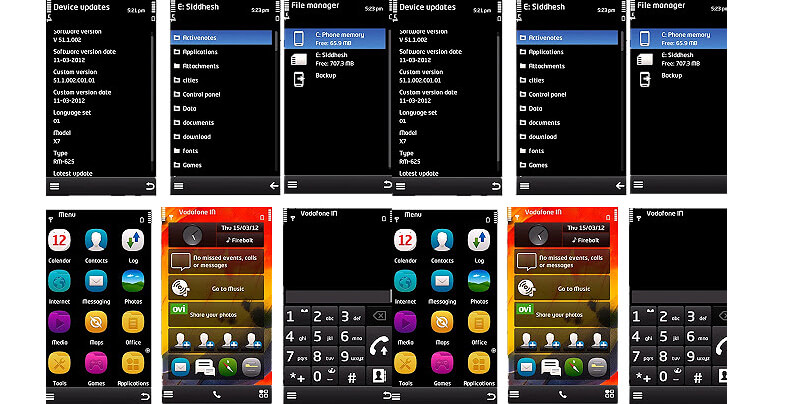 Device updates
5:21 pm
Software version
V 51.1.002
Software version date
11-03-2012
Custom version
51.1.002.C01.01
Custom version date
11-03-2012
Language set
01
Model
X7
Type
RM-625
Latest update
E: Siddhesh
5:23 pm
Activenotes
Applications
Attachments
cities
Control panel
Data
documents
download
fonts
Games
File manager
5:23 pm
C: Phone memory
Free: 65.9 MB
E: Siddhesh
Free: 707.3 MB
Backup
Device updates
5:21 pm
Software version
V 51.1.002
Software version date
11-03-2012
Custom version
51.1.002.C01.01
Custom version date
11-03-2012
Language set
01
Model
X7
Type
RM-625
Latest update
E: Siddhesh
5:23 pm
Activenotes
Applications
Attachments
cities
Control panel
Data
documents
download
fonts
Games
File manager
5:23 pm
C: Phone memory
Free: 65.9 MB
E: Siddhesh
Free: 707.3 MB
Backup
Menu
12
Calendar Contacts Log
Internet Messaging Photos
Media Maps Office
Tools Games Applications
Vodafone IN
Thu 15/03/12
Firebolt
No missed events, calls
or messages
Go to Music
ovi
Share your photos
Vodafone IN
1 2 abc 3 def
4 ghi 5 jkl 6 mno
7 pqrs 8 tuv 9 wxyz
*+ 0 _ #
Menu
12
Calendar Contacts Log
Internet Messaging Photos
Media Maps Office
Tools Games Applications
Vodafone IN
Thu 15/03/12
Firebolt
No missed events, calls
or messages
Go to Music
ovi
Share your photos
Vodafone IN
1 2 abc 3 def
4 ghi 5 jkl 6 mno
7 pqrs 8 tuv 9 wxyz
*+ 0 _ #